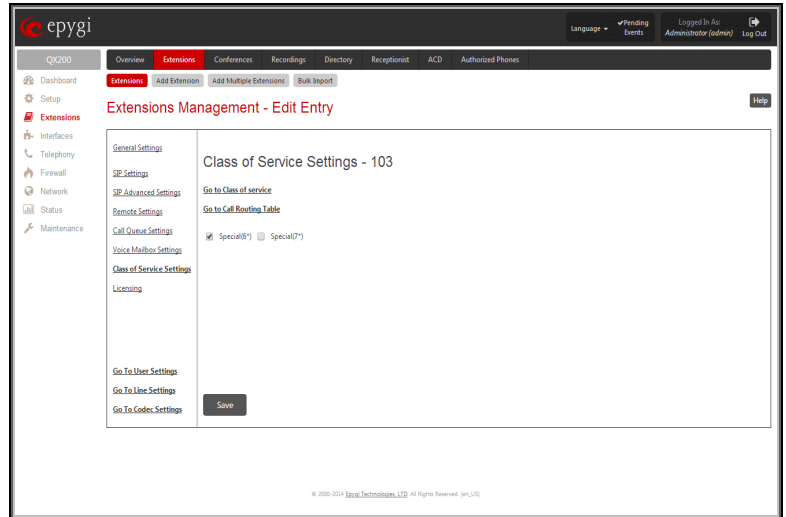 epygi
Language
Pending Events
Logged In As:
Administrator (admin)
Log Out
QX200
Overview Extensions Conferences Recordings Directory Receptionist ACD Authorized Phones
Dashboard
Setup
Extensions
Interfaces
Telephony
Firewall
Network
Status
Maintenance
Extensions Add Extension Add Multiple Extensions Bulk Import
Extensions Management - Edit Entry
Help
General Settings
SIP Settings
SIP Advanced Settings
Remote Settings
Call Queue Settings
Voice Mailbox Settings
Class of Service Settings
Licensing
Go To User Settings
Go To Line Settings
Go To Codec Settings
Class of Service Settings - 103
Go to Class of service
Go to Call Routing Table
Special(6*) Special(7*)
Save
© 2000-2014 Epygi Technologies, LTD. All Rights Reserved. (en_US)